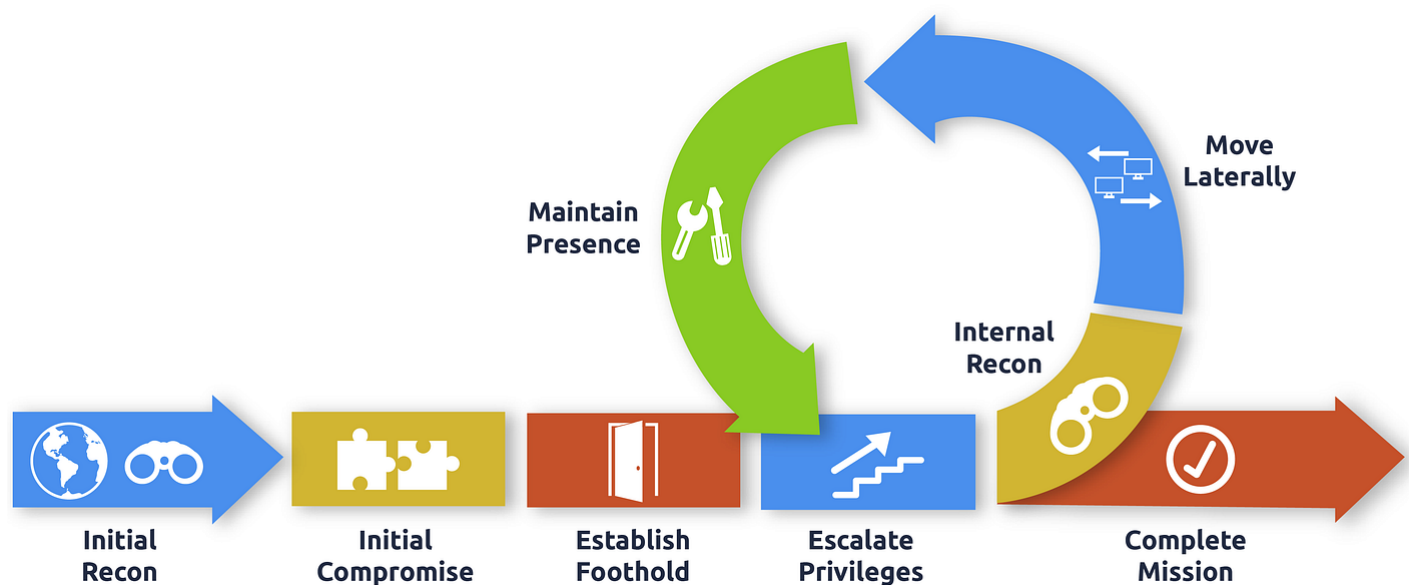 Move
Laterally
Maintain
Presence
Internal
Recon
Initial
Recon
Initial
Compromise
Establish
Foothold
Escalate
Privileges
Complete
Mission